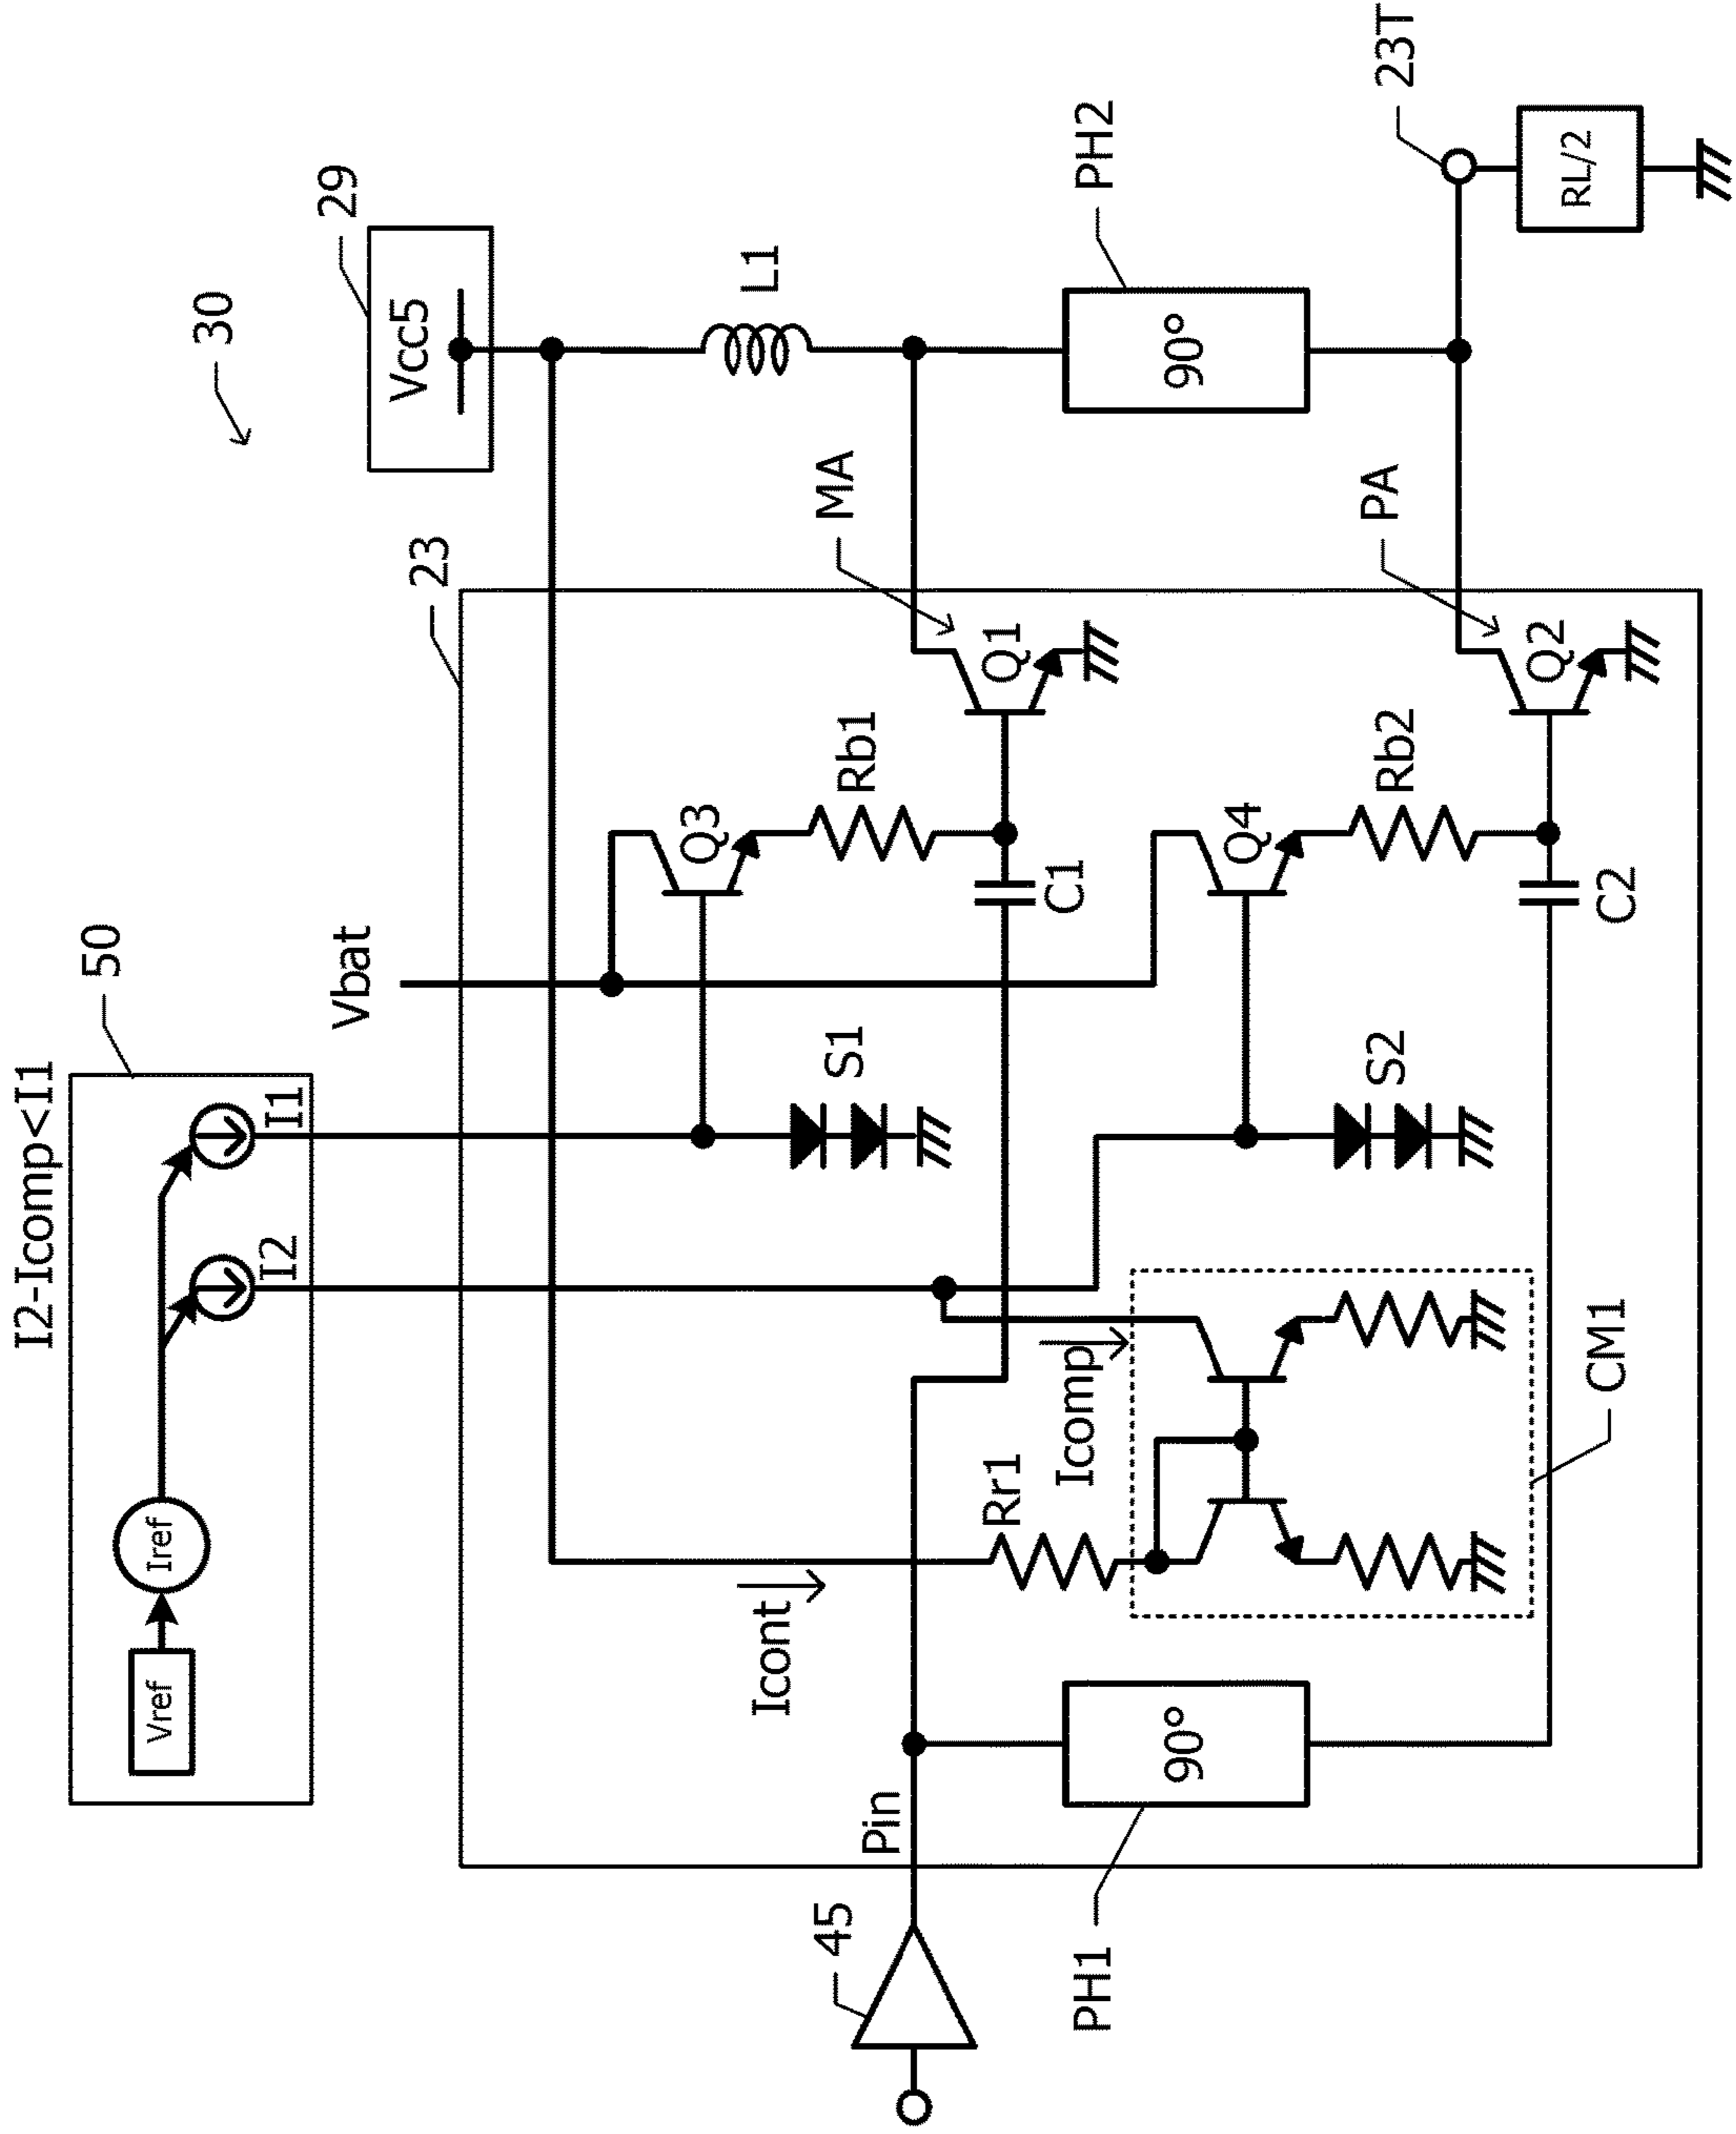 I2-Icomp<I1
50
Vref
Iref
I2
I1
Vbat
30
29
Vcc5
23
L1
MA
Q3
Rb1
Q1
S1
C1
Icont
Rr1
Icomp
45
Pin
PH1
90°
CM1
S2
Q4
Rb2
C2
Q2
PA
PH2
90°
23T
RL/2